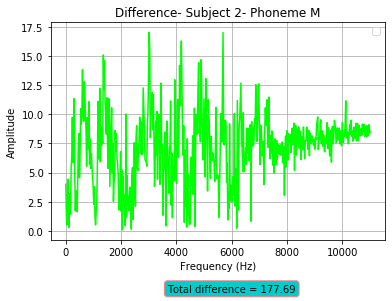 Difference- Subject 2- Phoneme M
17.5
15.0
12.5
10.0
7.5
5.0
2.5
0.0
Amplitude
0 2000 4000 6000 8000 10000
Frequency (Hz)
Total difference = 177.69